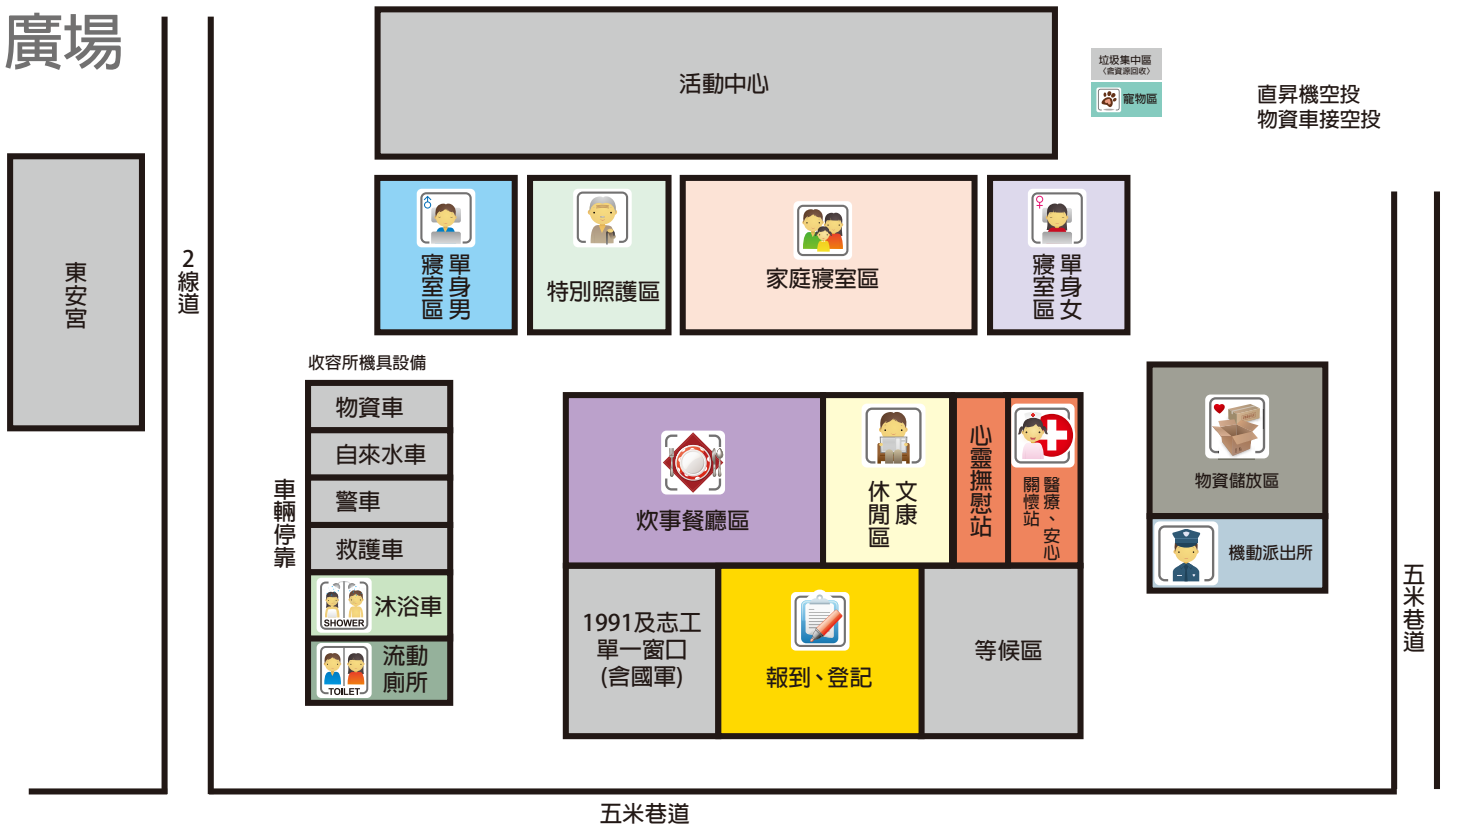 廣場
活動中心
垃圾集中區
(含資源回收)
寵物區
直昇機空投
物資車接空投
東安宮
2線道
單身男
寢室區
特別照護區
家庭寢室區
單身女
寢室區
收容所機具設備
車輛停靠
物資車
自來水車
警車
救護車
SHOWER
沐浴車
TOILET
流動
廁所
炊事餐廳區
文康
休閒區
心靈撫慰站
醫療、安心
關懷站
1991及志工
單一窗口
(含國軍)
報到、登記
等候區
物資儲放區
機動派出所
五米巷道
五米巷道